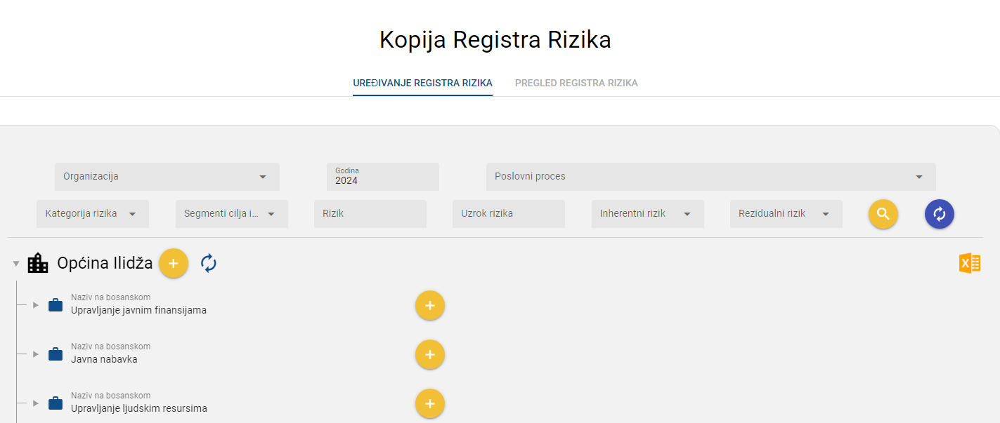 Kopija Registra Rizika
UREĐIVANJE REGISTRA RIZIKA PREGLED REGISTRA RIZIKA
Organizacija
Godina
2024
Poslovni proces
Kategorija rizika
Segmenti cilja i...
Rizik
Uzrok rizika
Inherentni rizik
Rezidualni rizik
Općina Ilidža
Naziv na bosanskom
Upravljanje javnim finansijama
Naziv na bosanskom
Javna nabavka
Naziv na bosanskom
Upravljanje ljudskim resursima